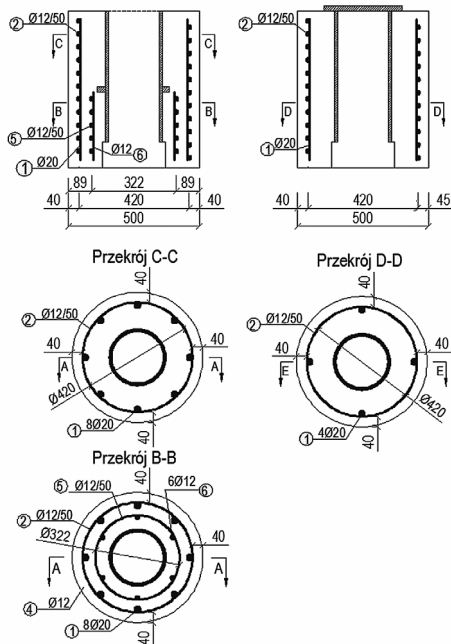 ② Ø12/50
C
C
B
B
⑤ Ø12/50
Ø12 ⑥
① Ø20
89 322 89
40 420 40
500
② Ø12/50
D
D
① Ø20
40 420 45
500
Przekrój C-C
40
② Ø12/50
40
A
A
Ø420
① 8Ø20
40
Przekrój D-D
40
② Ø12/50
40
E
E
Ø420
① 4Ø20
40
Przekrój B-B
40
⑤ Ø12/50
6Ø12 ⑥
② Ø12/50
Ø322
40
A
A
④ Ø12
① 8Ø20
40